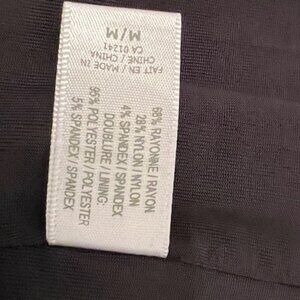 68% RAYONNE / RAYON
28% NYLON / NYLON
4% SPANDEX / SPANDEX
DOUBLURE / LINING:
95% POLYESTER / POLYESTER
5% SPANDEX / SPANDEX
FAIT EN / MADE IN
CHINE / CHINA
CA 01241
M / M